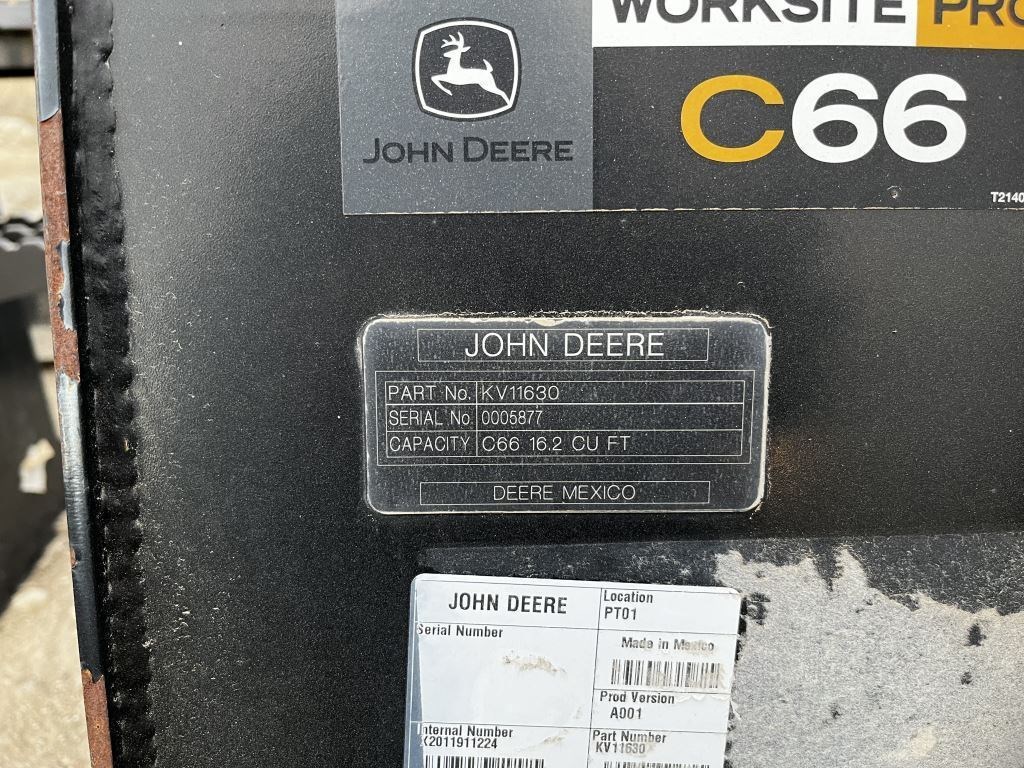 WORKSITE PRO
JOHN DEERE
C66
T2140
JOHN DEERE
PART No. KV11630
SERIAL No 0005877
CAPACITY C66 16.2 CU FT
DEERE MEXICO
JOHN DEERE
Location
PT01
Serial Number
Made in Mexico
Prod Version
A001
Internal Number
K2011911224
Part Number
KV11630